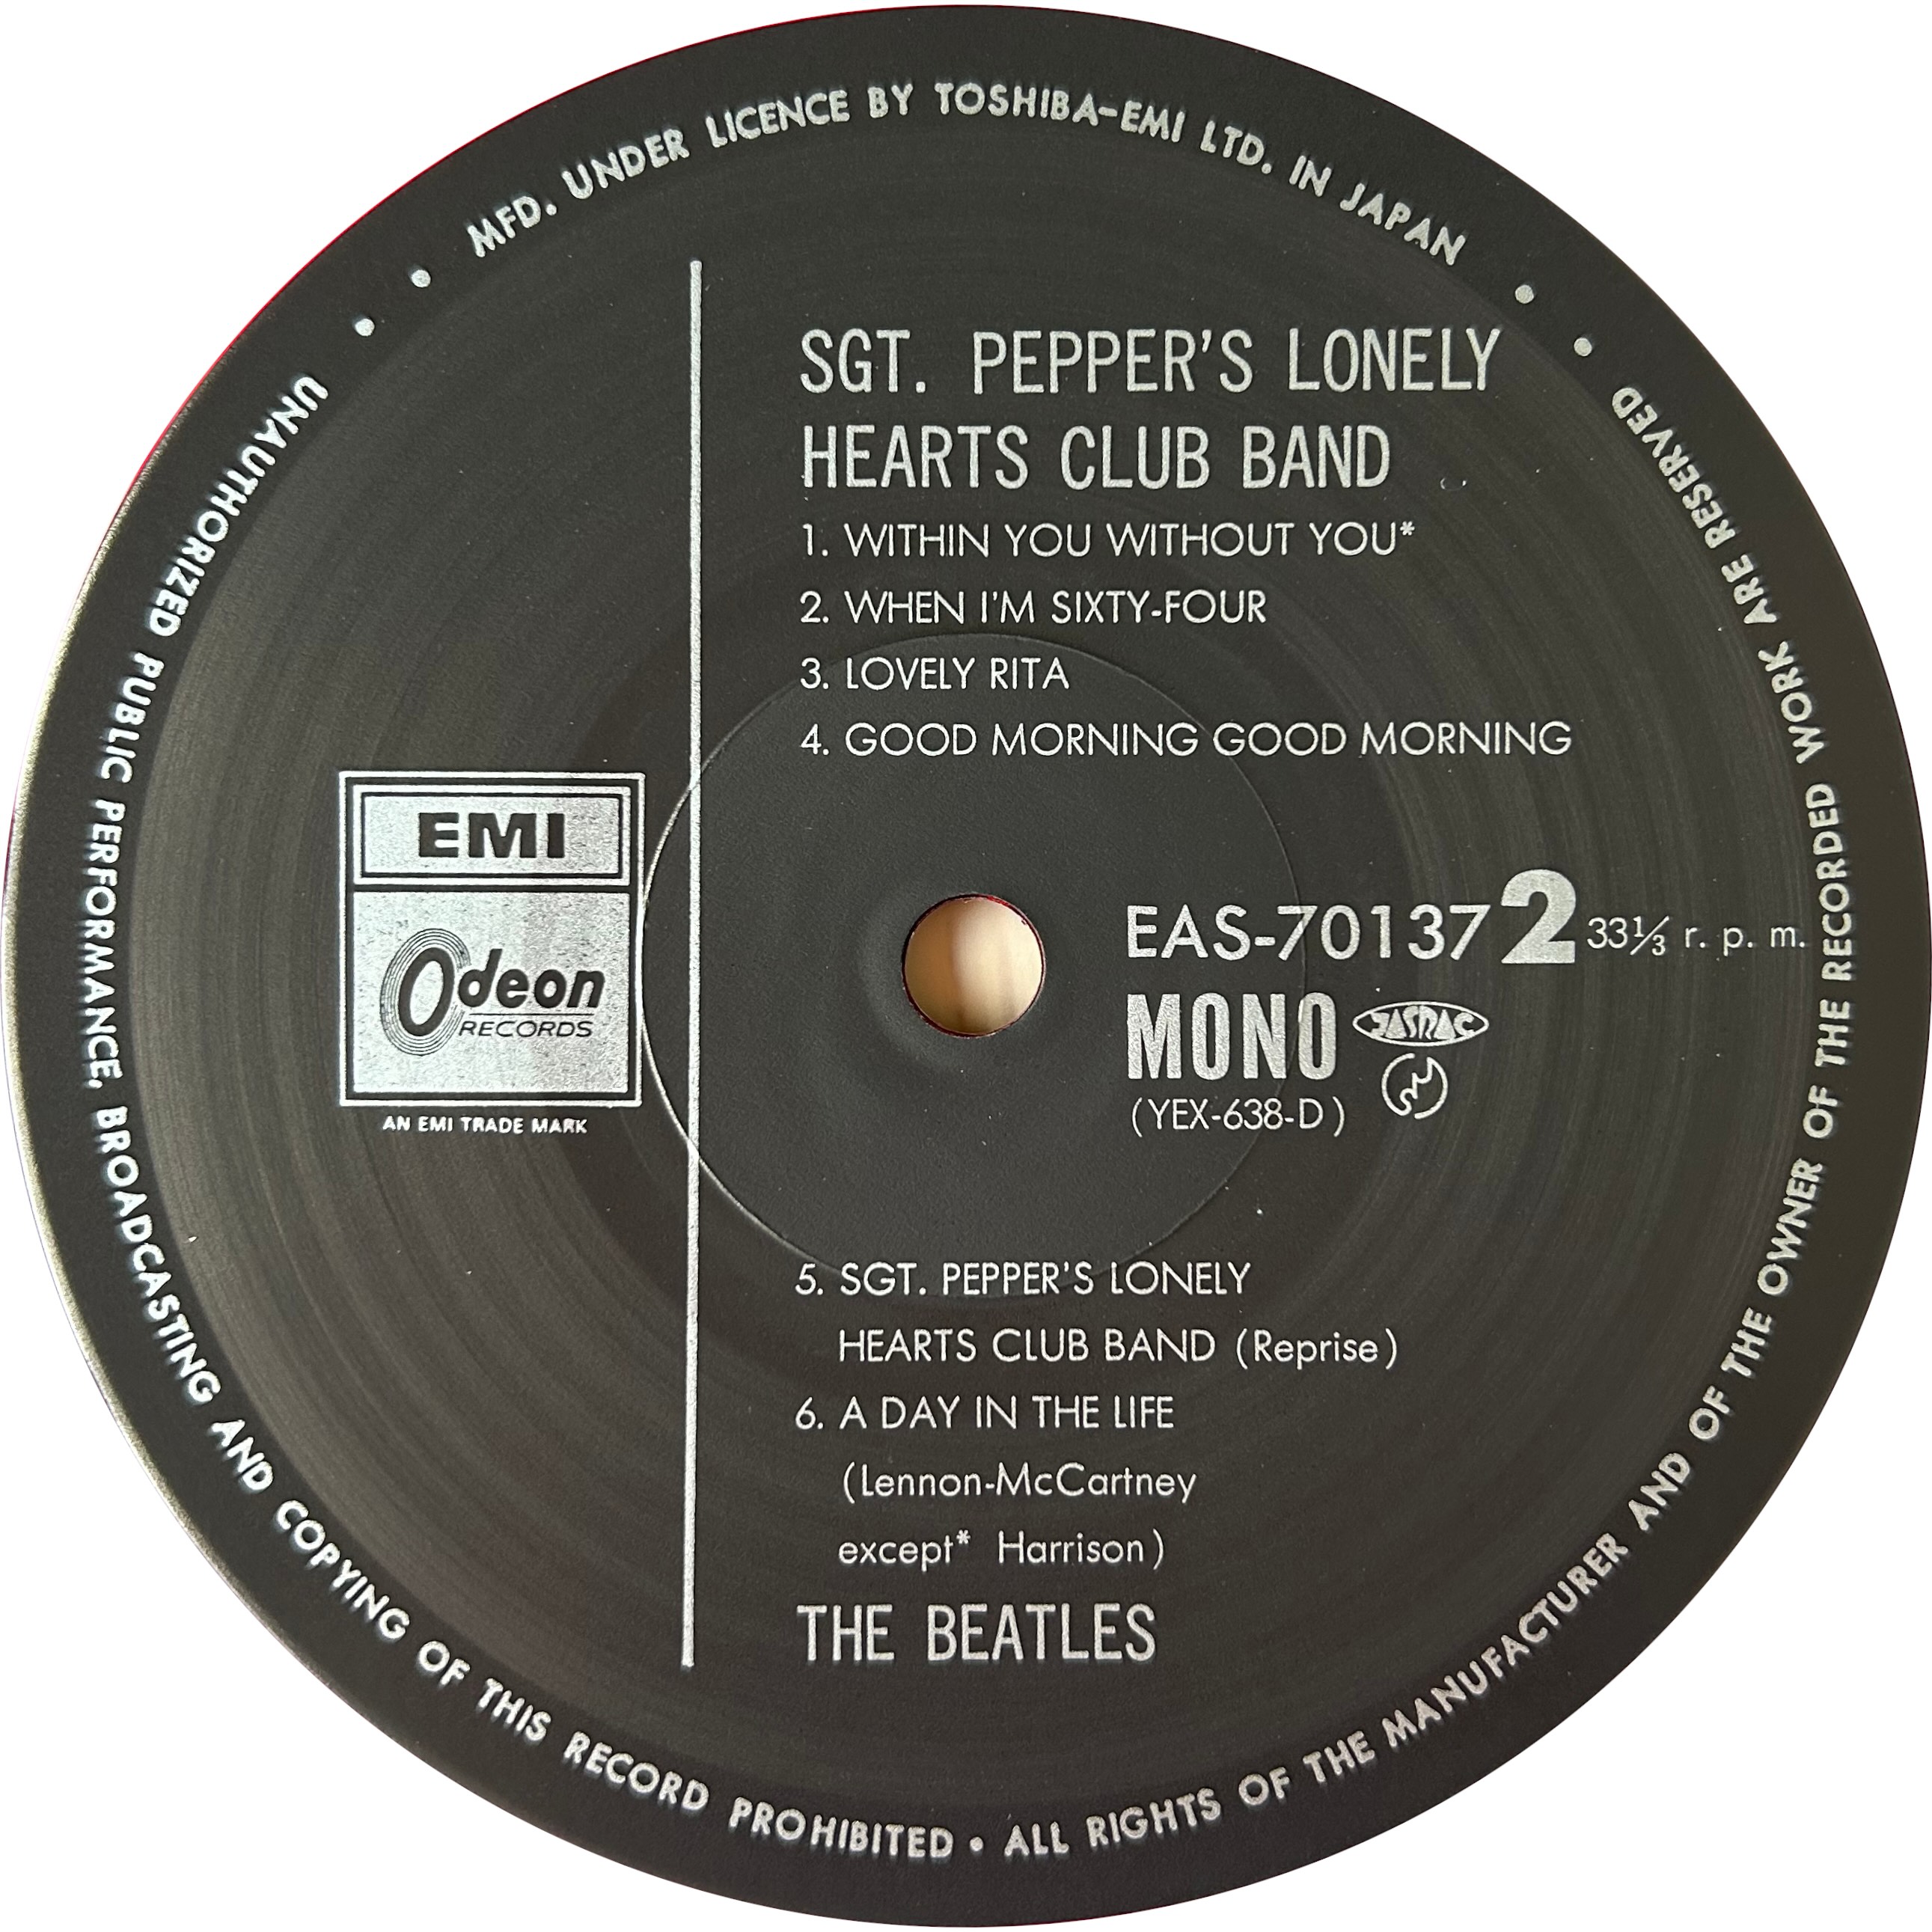 MFD. UNDER LICENCE BY TOSHIBA-EMI LTD. IN JAPAN
UNAUTHORIZED PUBLIC PERFORMANCE, BROADCASTING AND COPYING OF THIS RECORD PROHIBITED • ALL RIGHTS OF THE MANUFACTURER AND OF THE OWNER OF THE RECORDED WORK ARE RESERVED
SGT. PEPPER'S LONELY
HEARTS CLUB BAND
1. WITHIN YOU WITHOUT YOU*
2. WHEN I'M SIXTY-FOUR
3. LOVELY RITA
4. GOOD MORNING GOOD MORNING
EMI
Odeon
RECORDS
AN EMI TRADE MARK
EAS-70137 2 33⅓ r. p. m.
MONO JASRAC
(YEX-638-D)
5. SGT. PEPPER'S LONELY
HEARTS CLUB BAND (Reprise)
6. A DAY IN THE LIFE
(Lennon-McCartney
except* Harrison)
THE BEATLES